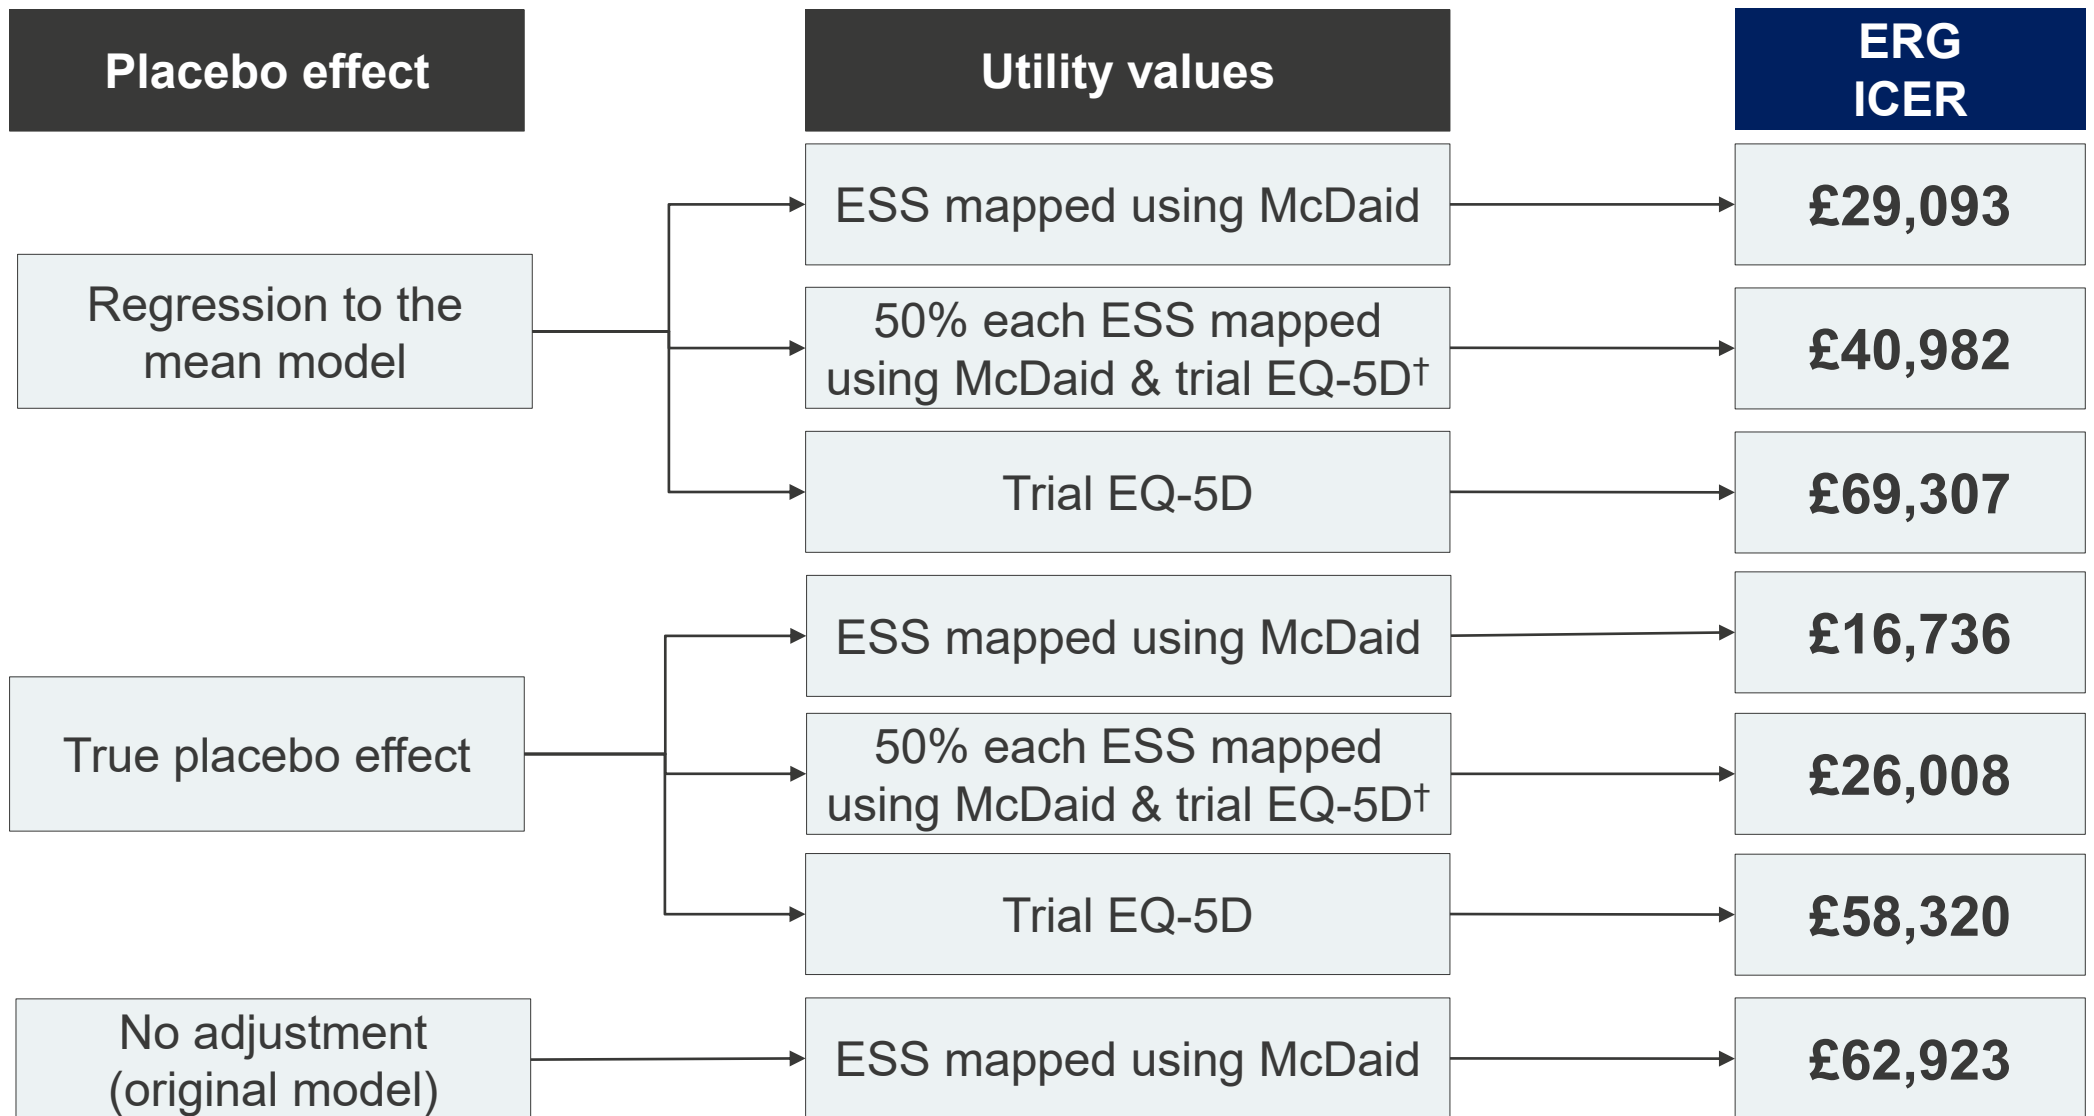 Placebo effect
Utility values
ERG
ICER
Regression to the
mean model
ESS mapped using McDaid
£29,093
50% each ESS mapped
using McDaid & trial EQ-5D†
£40,982
Trial EQ-5D
£69,307
True placebo effect
ESS mapped using McDaid
£16,736
50% each ESS mapped
using McDaid & trial EQ-5D†
£26,008
Trial EQ-5D
£58,320
No adjustment
(original model)
ESS mapped using McDaid
£62,923